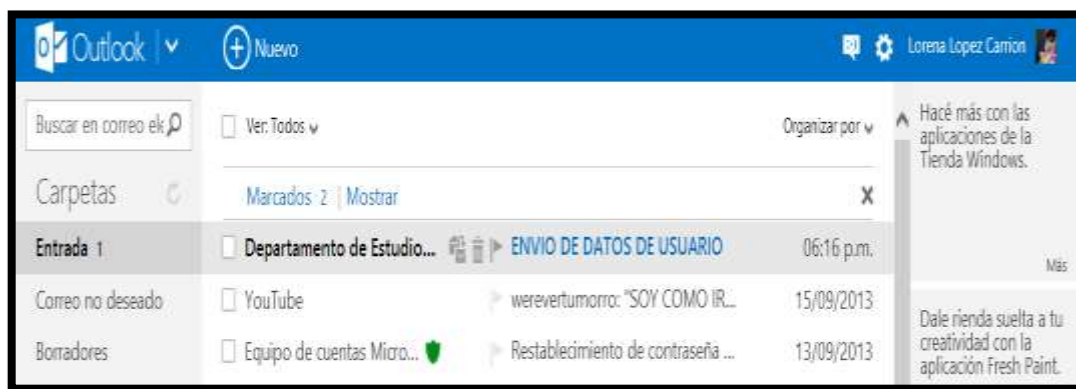 Outlook
Nuevo
Lorena Lopez Carrion
Buscar en correo ele
Ver: Todos
Organizar por
Hacé más con las
aplicaciones de la
Tienda Windows.
Carpetas
Marcados 2 Mostrar
X
Entrada 1
Departamento de Estudio... ENVIO DE DATOS DE USUARIO 06:16 p.m.
Más
Correo no deseado
YouTube werevertumorro: "SOY COMO IR... 15/09/2013
Dale rienda suelta a tu
creatividad con la
aplicación Fresh Paint.
Borradores
Equipo de cuentas Micro... Restablecimiento de contraseña ... 13/09/2013